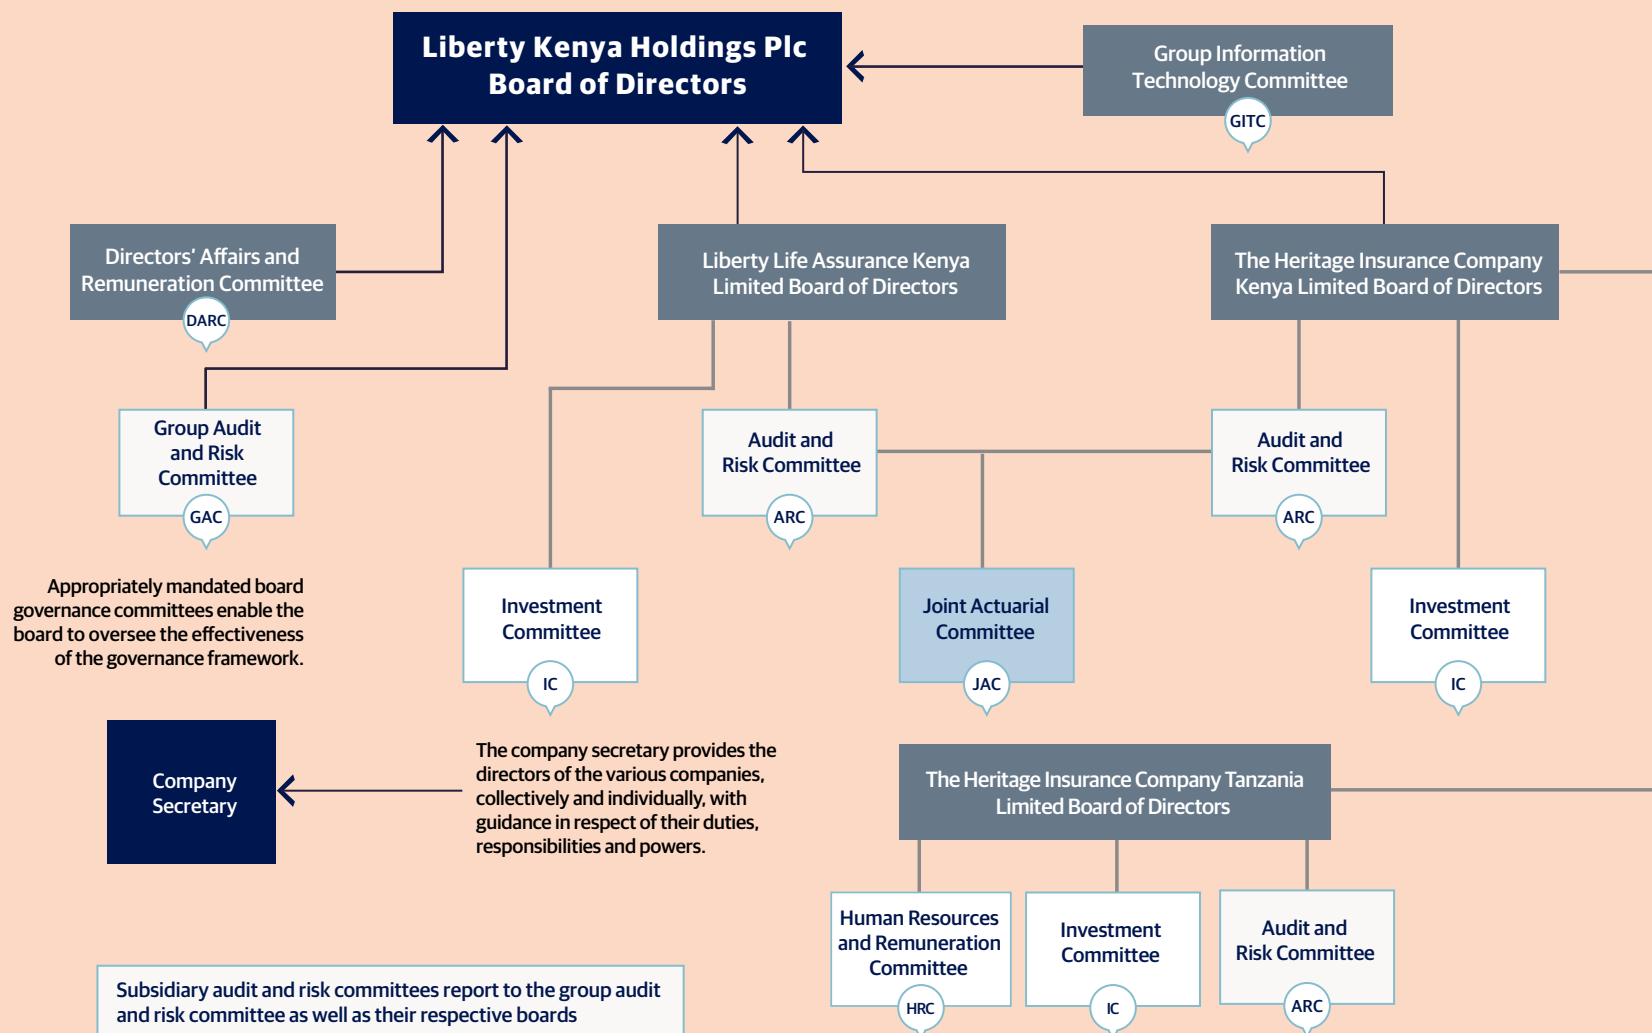 Liberty Kenya Holdings Plc
Board of Directors
Group Information
Technology Committee
GITC
Directors' Affairs and
Remuneration Committee
DARC
Liberty Life Assurance Kenya
Limited Board of Directors
The Heritage Insurance Company
Kenya Limited Board of Directors
Group Audit
and Risk
Committee
GAC
Audit and
Risk Committee
ARC
Audit and
Risk Committee
ARC
Appropriately mandated board
governance committees enable the
board to oversee the effectiveness
of the governance framework.
Investment
Committee
IC
Joint Actuarial
Committee
JAC
Investment
Committee
IC
Company
Secretary
The company secretary provides the
directors of the various companies,
collectively and individually, with
guidance in respect of their duties,
responsibilities and powers.
The Heritage Insurance Company Tanzania
Limited Board of Directors
Human Resources
and Remuneration
Committee
HRC
Investment
Committee
IC
Audit and
Risk Committee
ARC
Subsidiary audit and risk committees report to the group audit
and risk committee as well as their respective boards